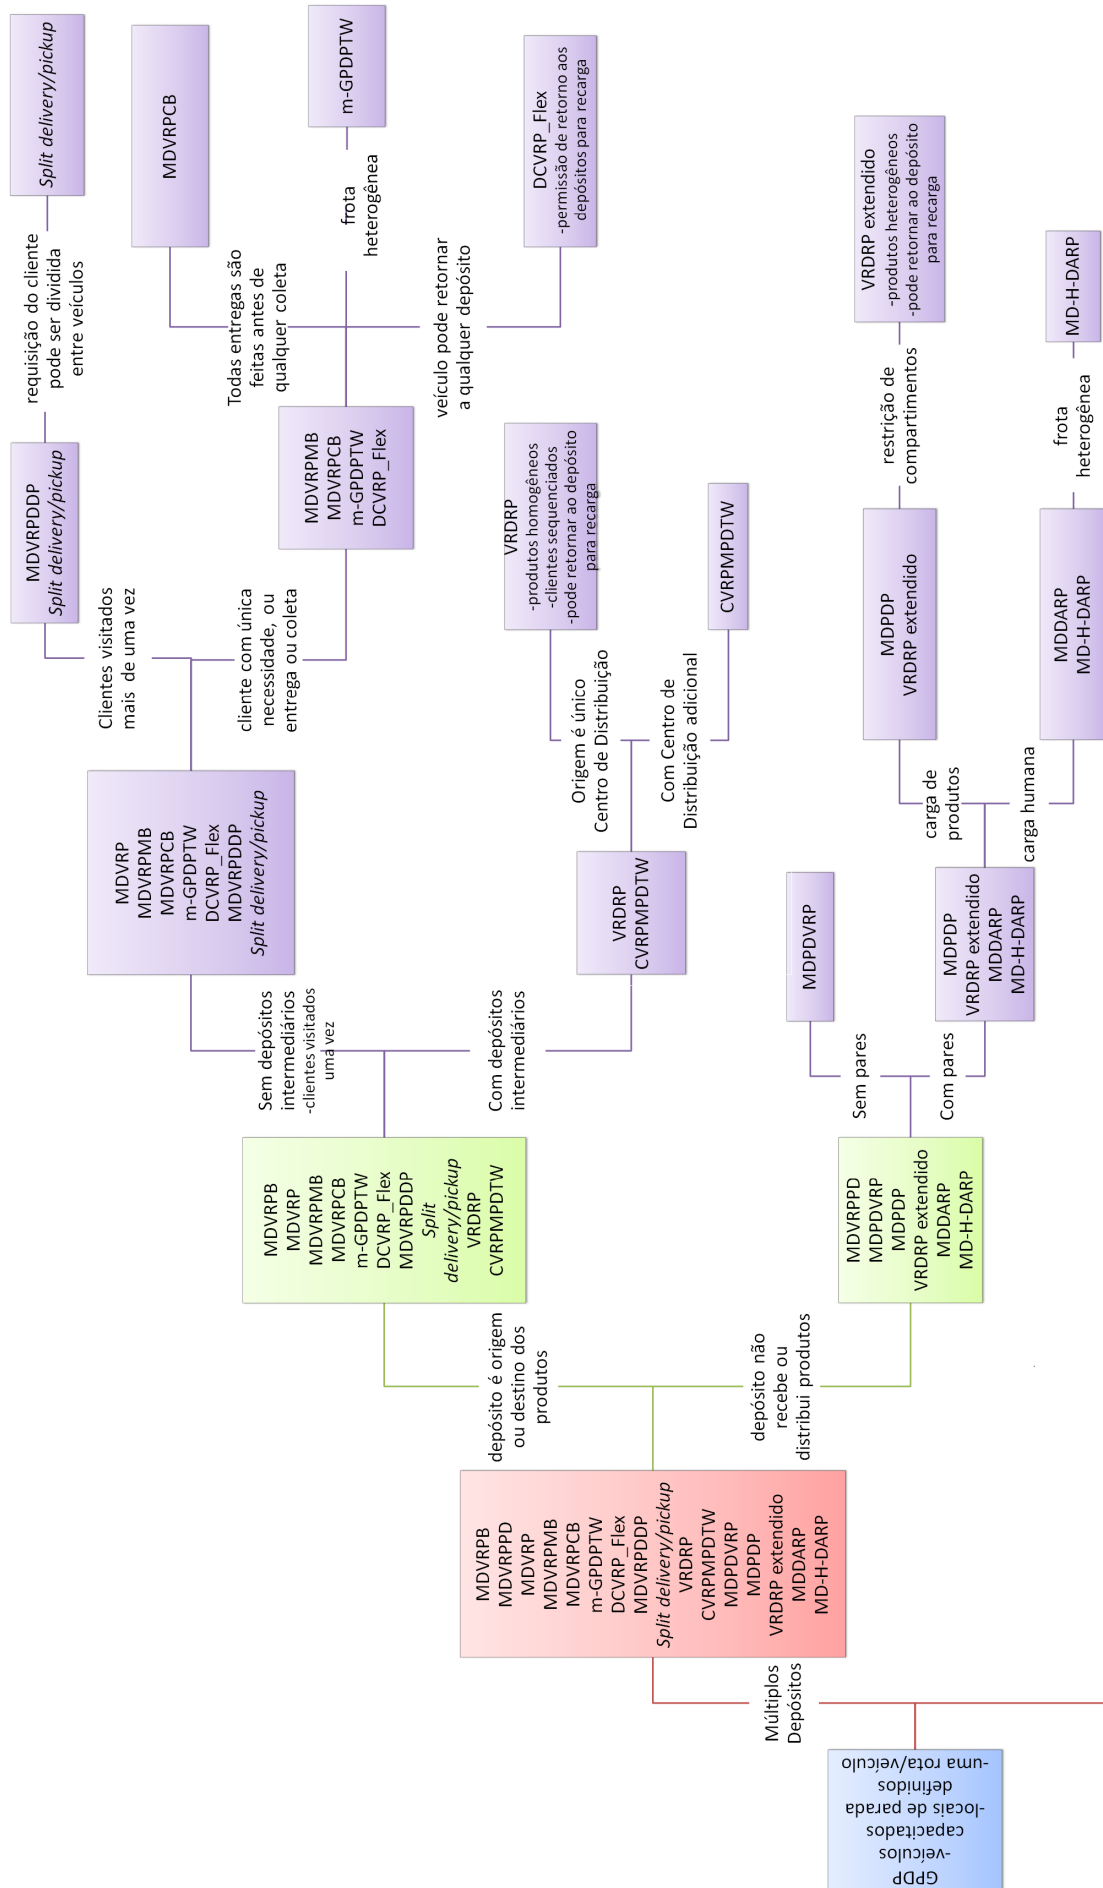 GPDP
-veículos
capacitados
-locais de parada
definidos
-uma rota/veículo
Múltiplos
Depósitos
MDVRPB
MDVRPPD
MDVRP
MDVRPMB
MDVRPCB
m-GPDPTW
DCVRP_Flex
MDVRPDDP
Split delivery/pickup
VRDRP
CVRPMPDTW
MDPDVRP
MDPDP
VRDRP extendido
MDDARP
MD-H-DARP
depósito é origem
ou destino dos
produtos
depósito não
recebe ou
distribui produtos
MDVRPB
MDVRP
MDVRPMB
MDVRPCB
m-GPDPTW
DCVRP_Flex
MDVRPDDP
Split
delivery/pickup
VRDRP
CVRPMPDTW
MDVRPPD
MDPDVRP
MDPDP
VRDRP extendido
MDDARP
MD-H-DARP
Sem depósitos
intermediários
-clientes visitados
uma vez
Com depósitos
intermediários
Sem pares
Com pares
MDVRP
MDVRPMB
MDVRPCB
m-GPDPTW
DCVRP_Flex
MDVRPDDP
Split delivery/pickup
VRDRP
CVRPMPDTW
MDPDVRP
MDPDP
VRDRP extendido
MDDARP
MD-H-DARP
Clientes visitados
mais de uma vez
cliente com única
necessidade, ou
entrega ou coleta
Origem é único
Centro de Distribuição
Com Centro de
Distribuição adicional
carga de
produtos
carga humana
MDVRPDDP
Split delivery/pickup
MDVRPMB
MDVRPCB
m-GPDPTW
DCVRP_Flex
VRDRP
-produtos homogêneos
-clientes sequenciados
-pode retornar ao depósito
para recarga
CVRPMPDTW
MDPDP
VRDRP extendido
MDDARP
MD-H-DARP
requisição do cliente
pode ser dividida
entre veículos
Todas entregas são
feitas antes de
qualquer coleta
frota
heterogênea
veículo pode retornar
a qualquer depósito
restrição de
compartimentos
frota
heterogênea
Split delivery/pickup
MDVRPCB
m-GPDPTW
DCVRP_Flex
-permissão de retorno aos
depósitos para recarga
VRDRP extendido
-produtos heterogêneos
-pode retornar ao depósito
para recarga
MD-H-DARP